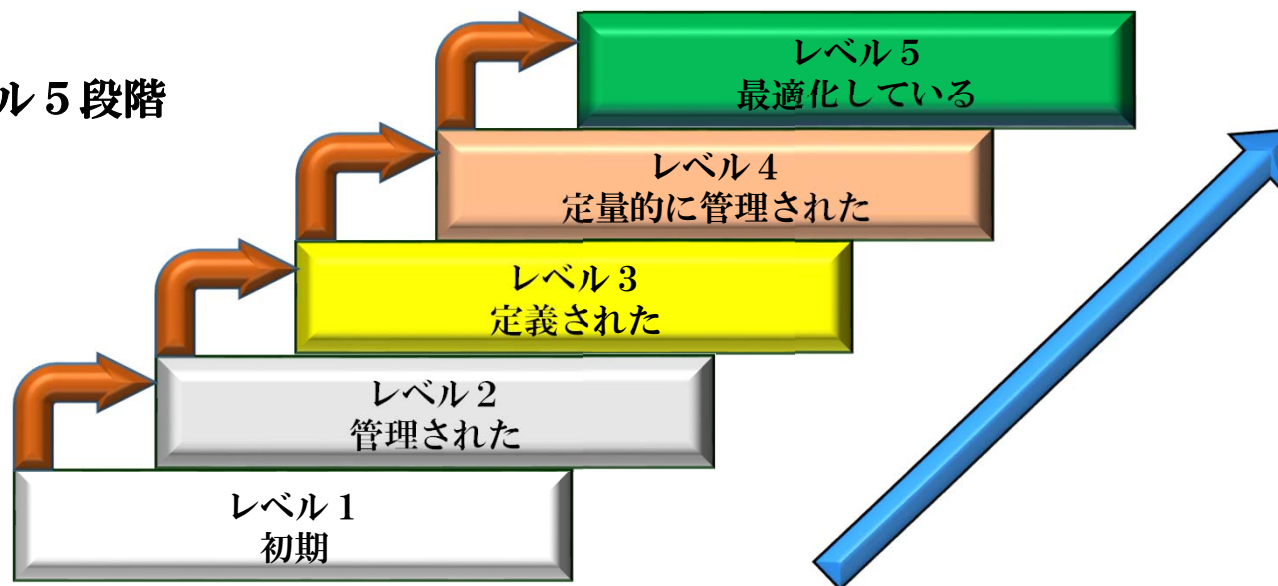 ル５段階
レベル５
最適化している
レベル４
定量的に管理された
レベル３
定義された
レベル２
管理された
レベル１
初期